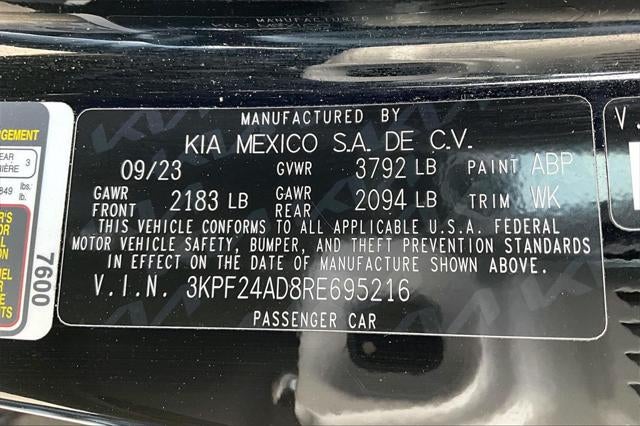 MANUFACTURED BY
KIA MEXICO S.A. DE C.V.
09/23 GVWR 3792 LB PAINT ABP
GAWR FRONT 2183 LB GAWR REAR 2094 LB TRIM WK
THIS VEHICLE CONFORMS TO ALL APPLICABLE U.S.A. FEDERAL
MOTOR VEHICLE SAFETY, BUMPER, AND THEFT PREVENTION STANDARDS
IN EFFECT ON THE DATE OF MANUFACTURE SHOWN ABOVE.
V.I.N. 3KPF24AD8RE695216
PASSENGER CAR
7600
3
lbs.
V.